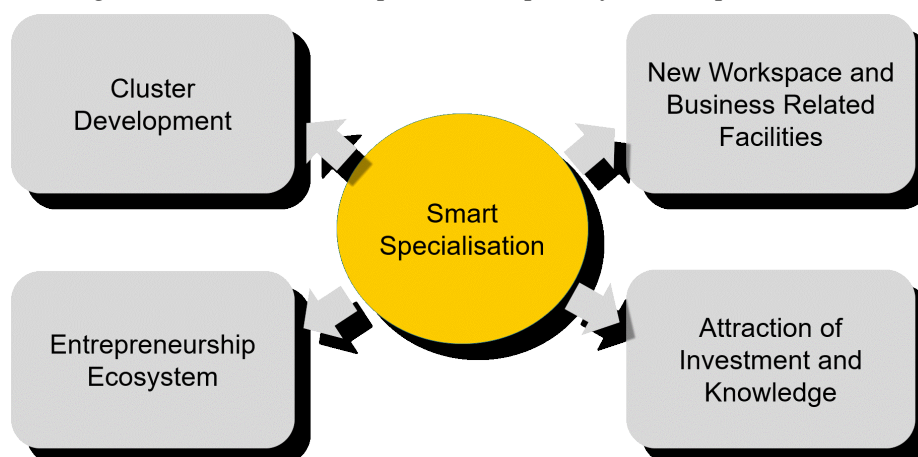 Cluster
Development
New Workspace and
Business Related
Facilities
Smart
Specialisation
Entrepreneurship
Ecosystem
Attraction of
Investment and
Knowledge